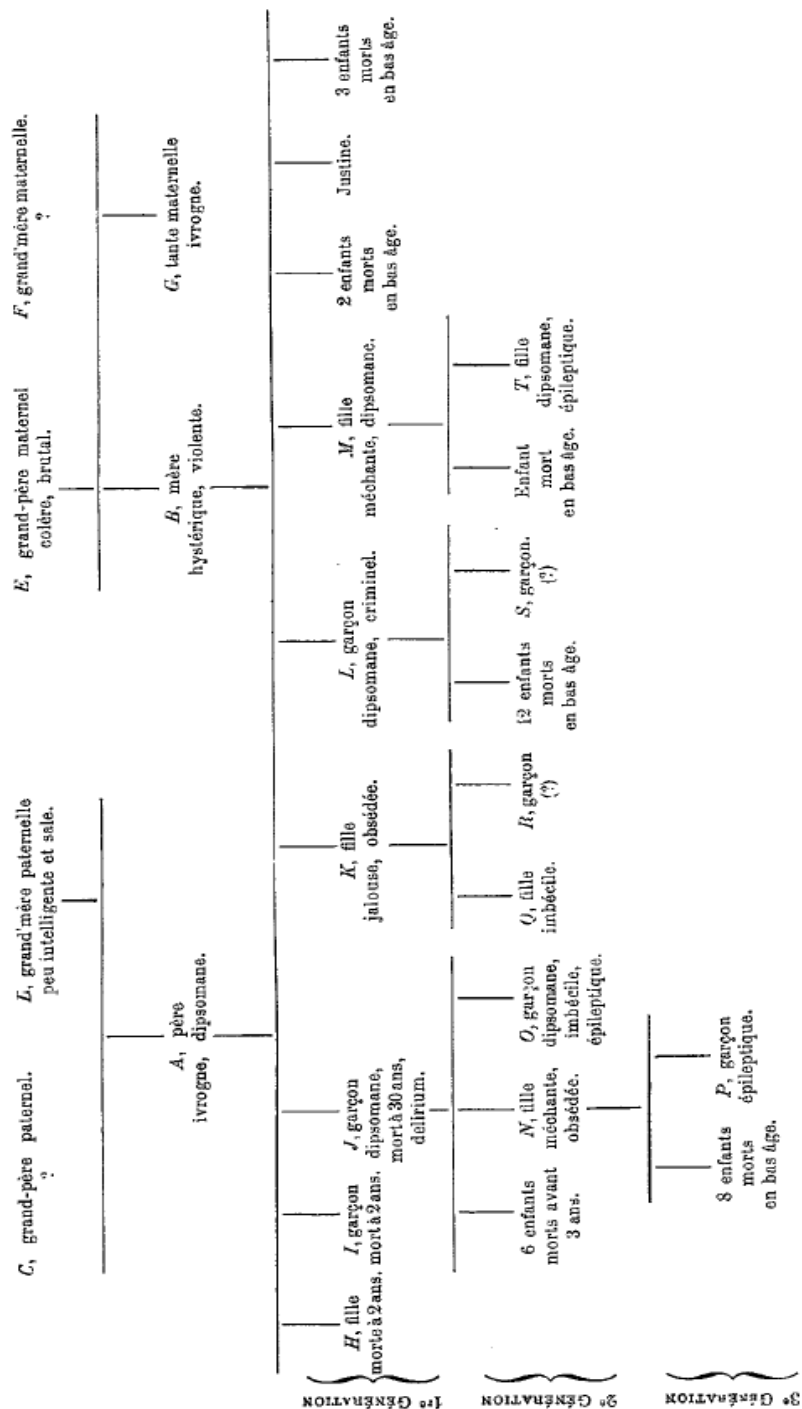 C, grand-père paternel.
?
L, grand'mère paternelle
peu intelligente et sale.
E, grand-père maternel
colère, brutal.
F, grand'mère maternelle.
?
A, père
ivrogne, dipsomane.
B, mère
hystérique, violente.
G, tante maternelle
ivrogne.
1re GÉNÉRATION
H, fille
morte à 2 ans.
I, garçon
mort à 2 ans.
J, garçon
dipsomane,
mort à 30 ans,
delirium.
K, fille
jalouse, obsédée.
L, garçon
dipsomane, criminel.
M, fille
méchante, dipsomane.
2 enfants
morts
en bas âge.
Justine.
3 enfants
morts
en bas âge.
2e GÉNÉRATION
6 enfants
morts avant
3 ans.
N, fille
méchante,
obsédée.
O, garçon
dipsomane,
imbécile,
épileptique.
Q, fille
imbécile.
R, garçon
(?)
12 enfants
morts
en bas âge.
S, garçon.
(?)
Enfant
mort
en bas âge.
T, fille
dipsomane,
épileptique.
3e GÉNÉRATION
8 enfants
morts
en bas âge.
P, garçon
épileptique.